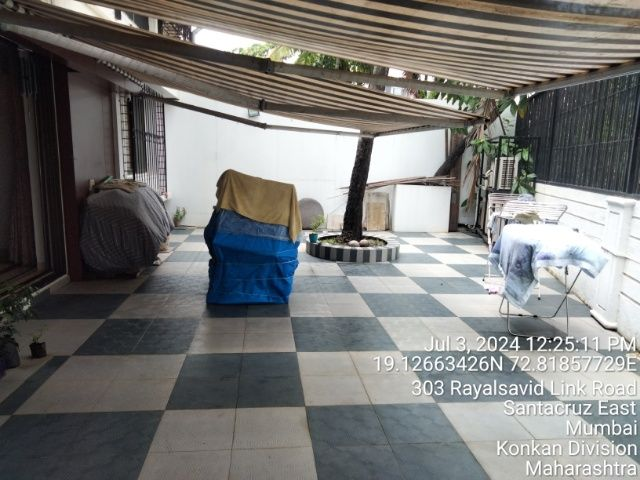 Jul 3, 2024 12:25:11 PM
19.12663426N 72.81857729E
303 Rayalsavid Link Road
Santacruz East
Mumbai
Konkan Division
Maharashtra